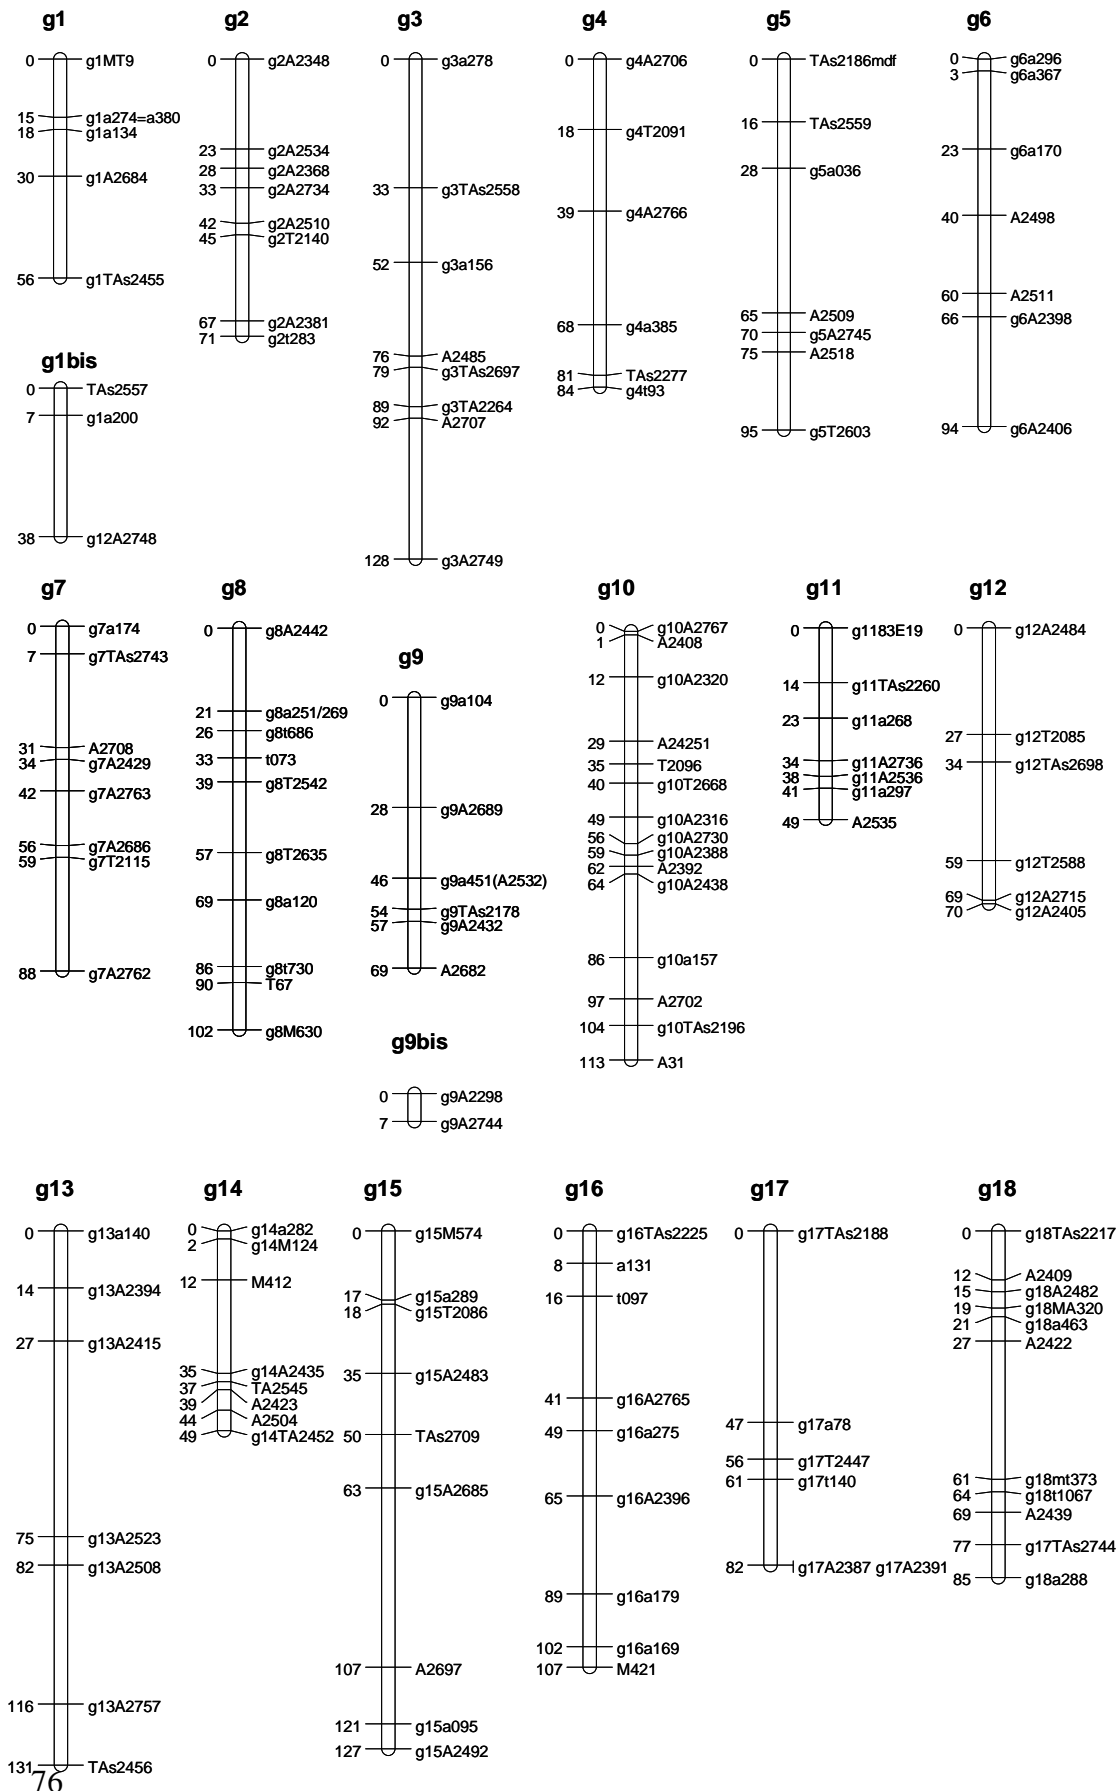 g1
0 g1MT9
15 g1a274=a380
18 g1a134
30 g1A2684
56 g1TAs2455
g1bis
0 TAs2557
7 g1a200
38 g12A2748
g2
0 g2A2348
23 g2A2534
28 g2A2368
33 g2A2734
42 g2A2510
45 g2T2140
67 g2A2381
71 g2t283
g3
0 g3a278
33 g3TAs2558
52 g3a156
76 A2485
79 g3TAs2697
89 g3TA2264
92 A2707
128 g3A2749
g4
0 g4A2706
18 g4T2091
39 g4A2766
68 g4a385
81 TAs2277
84 g4t93
g5
0 TAs2186mdf
16 TAs2559
28 g5a036
65 A2509
70 g5A2745
75 A2518
95 g5T2603
g6
0 g6a296
3 g6a367
23 g6a170
40 A2498
60 A2511
66 g6A2398
94 g6A2406
g7
0 g7a174
7 g7TAs2743
31 A2708
34 g7A2429
42 g7A2763
56 g7A2686
59 g7T2115
88 g7A2762
g8
0 g8A2442
21 g8a251/269
26 g8t686
33 t073
39 g8T2542
57 g8T2635
69 g8a120
86 g8t730
90 T67
102 g8M630
g9
0 g9a104
28 g9A2689
46 g9a451(A2532)
54 g9TAs2178
57 g9A2432
69 A2682
g9bis
0 g9A2298
7 g9A2744
g10
0 g10A2767
1 A2408
12 g10A2320
29 A24251
35 T2096
40 g10T2668
49 g10A2316
56 g10A2730
59 g10A2388
62 A2392
64 g10A2438
86 g10a157
97 A2702
104 g10TAs2196
113 A31
g11
0 g1183E19
14 g11TAs2260
23 g11a268
34 g11A2736
38 g11A2536
41 g11a297
49 A2535
g12
0 g12A2484
27 g12T2085
34 g12TAs2698
59 g12T2588
69 g12A2715
70 g12A2405
g13
0 g13a140
14 g13A2394
27 g13A2415
75 g13A2523
82 g13A2508
116 g13A2757
131 TAs2456
g14
0 g14a282
2 g14M124
12 M412
35 g14A2435
37 TA2545
39 A2423
44 A2504
49 g14TA2452
g15
0 g15M574
17 g15a289
18 g15T2086
35 g15A2483
50 TAs2709
63 g15A2685
107 A2697
121 g15a095
127 g15A2492
g16
0 g16TAs2225
8 a131
16 t097
41 g16A2765
49 g16a275
65 g16A2396
89 g16a179
102 g16a169
107 M421
g17
0 g17TAs2188
47 g17a78
56 g17T2447
61 g17t140
82 g17A2387 g17A2391
g18
0 g18TAs2217
12 A2409
15 g18A2482
19 g18MA320
21 g18a463
27 A2422
61 g18mt373
64 g18t1067
69 A2439
77 g17TAs2744
85 g18a288
76